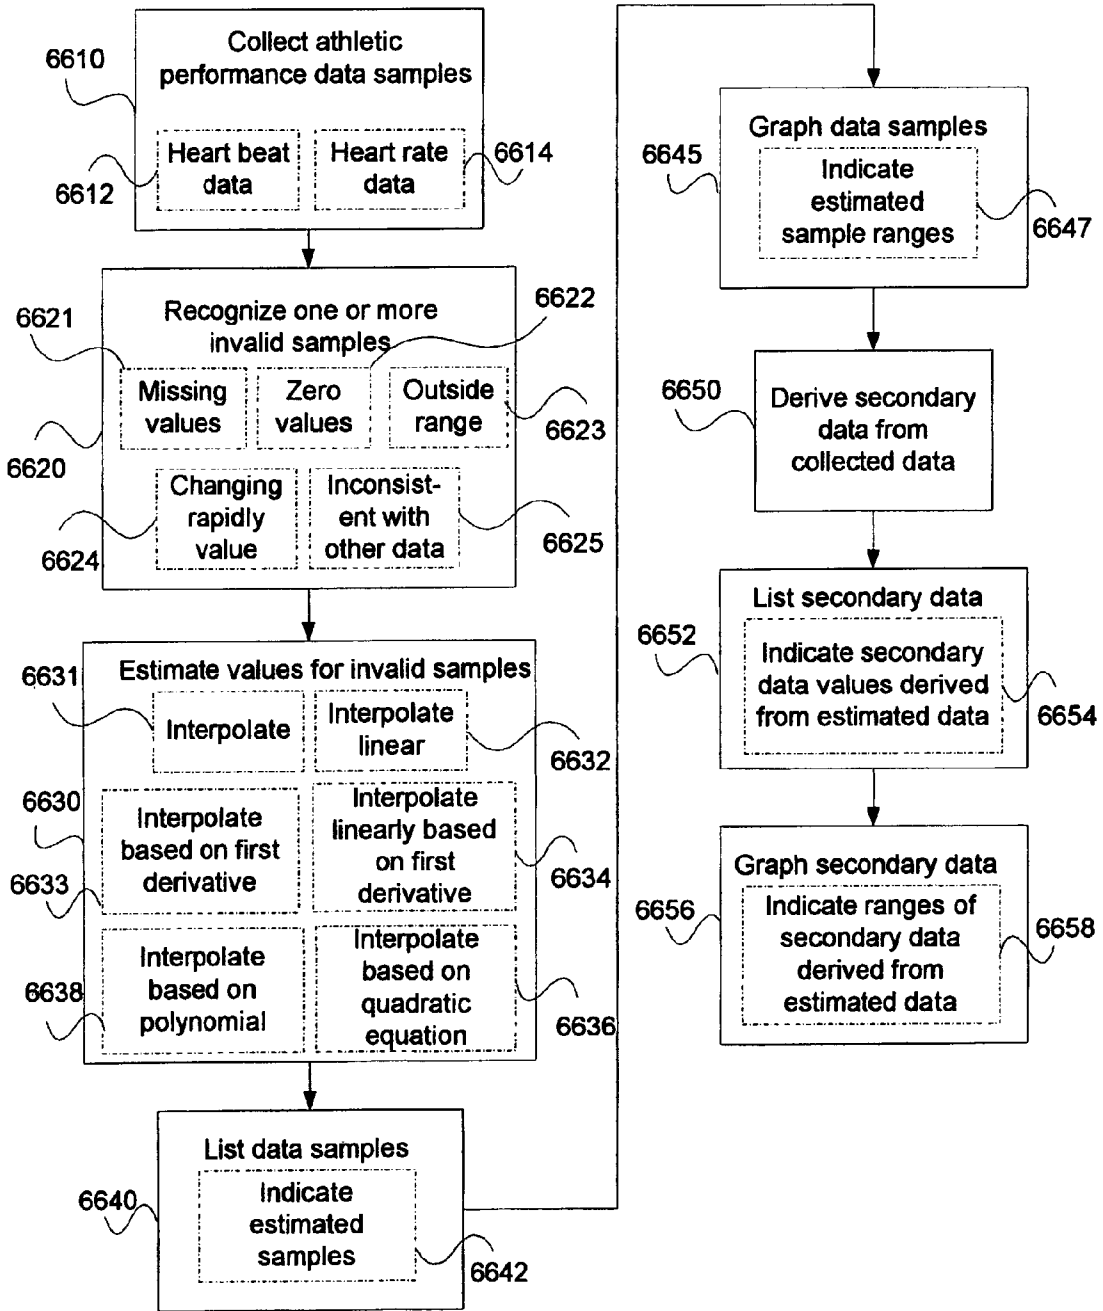 Collect athletic
performance data samples
6610
Heart beat
data
Heart rate
data
6612
6614
Recognize one or more
invalid samples
6621
6622
Missing
values
Zero
values
Outside
range
6620
6623
Changing
rapidly
value
Inconsist-
ent with
other data
6624
6625
Estimate values for invalid samples
6631
Interpolate
Interpolate
linear
6632
6630
Interpolate
based on first
derivative
6633
Interpolate
linearly based
on first
derivative
6634
Interpolate
based on
polynomial
6638
Interpolate
based on
quadratic
equation
6636
List data samples
6640
Indicate
estimated
samples
6642
Graph data samples
6645
Indicate
estimated
sample ranges
6647
6650
Derive secondary
data from
collected data
List secondary data
6652
Indicate secondary
data values derived
from estimated data
6654
Graph secondary data
6656
Indicate ranges of
secondary data
derived from
estimated data
6658